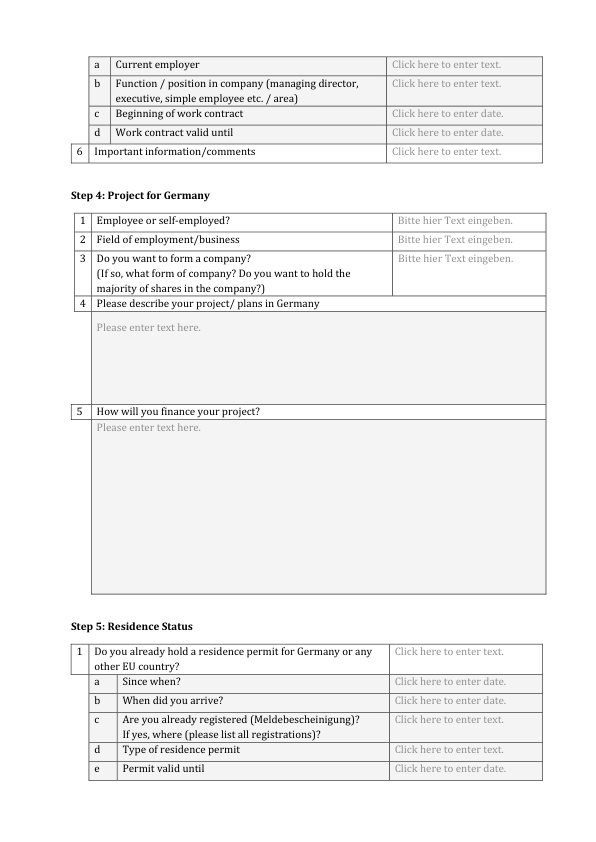 a Current employer Click here to enter text.
b Function / position in company (managing director, Click here to enter text.
executive, simple employee etc. / area)
c Beginning of work contract Click here to enter date.
d Work contract valid until Click here to enter date.
6 Important information/comments Click here to enter text.
Step 4: Project for Germany
1 Employee or self-employed? Bitte hier Text eingeben.
2 Field of employment/business Bitte hier Text eingeben.
3 Do you want to form a company? Bitte hier Text eingeben.
(If so, what form of company? Do you want to hold the
majority of shares in the company?)
4 Please describe your project/ plans in Germany
Please enter text here.
5 How will you finance your project?
Please enter text here.
Step 5: Residence Status
1 Do you already hold a residence permit for Germany or any Click here to enter text.
other EU country?
a Since when? Click here to enter date.
b When did you arrive? Click here to enter date.
c Are you already registered (Meldebescheinigung)? Click here to enter text.
If yes, where (please list all registrations)?
d Type of residence permit Click here to enter text.
e Permit valid until Click here to enter date.